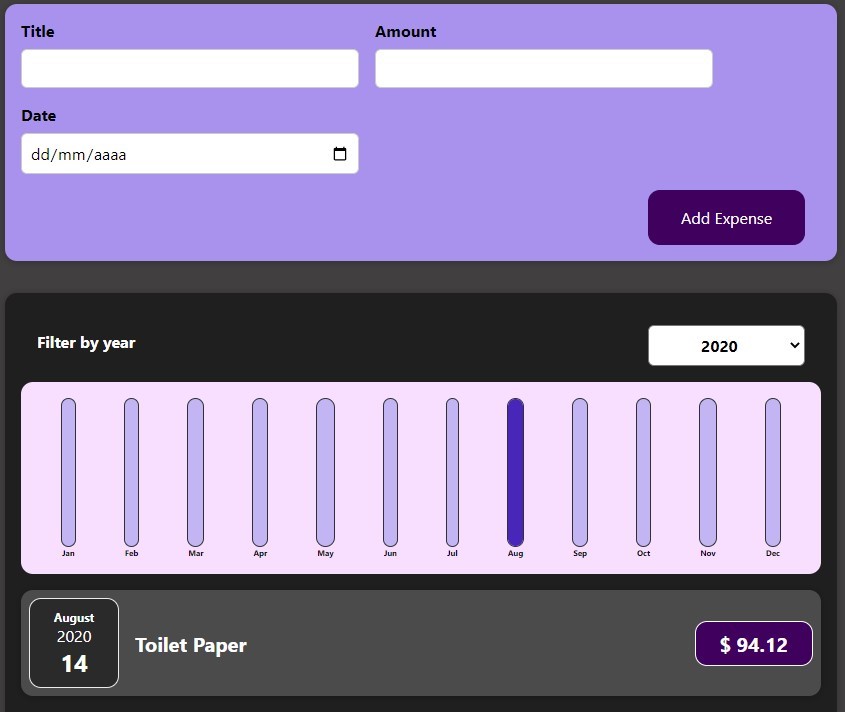 Title
Amount
Date
dd/mm/aaaa
Add Expense
Filter by year
2020
Jan Feb Mar Apr May Jun Jul Aug Sep Oct Nov Dec
August
2020
14
Toilet Paper
$ 94.12